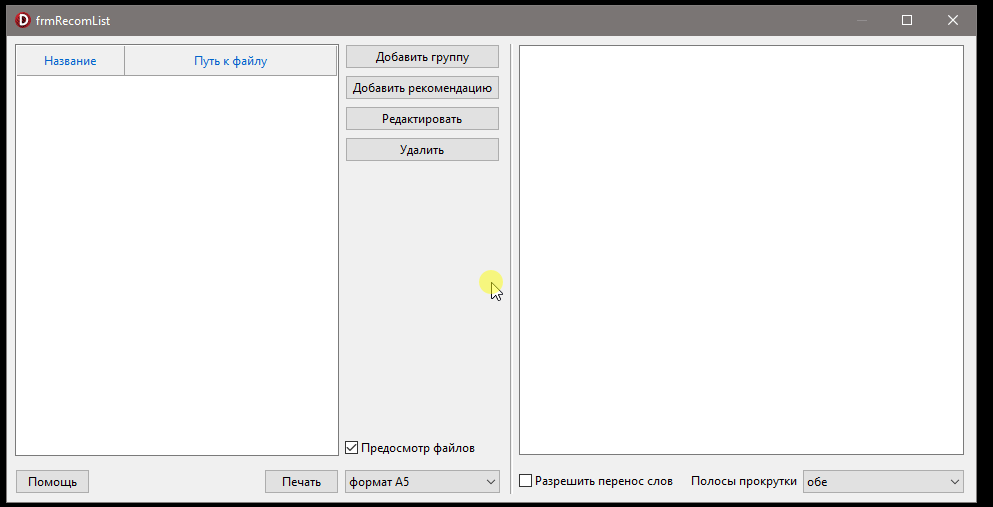 D frmRecomList
Название Путь к файлу
Добавить группу
Добавить рекомендацию
Редактировать
Удалить
Предосмотр файлов
Помощь Печать формат А5 Разрешить перенос слов Полосы прокрутки обе